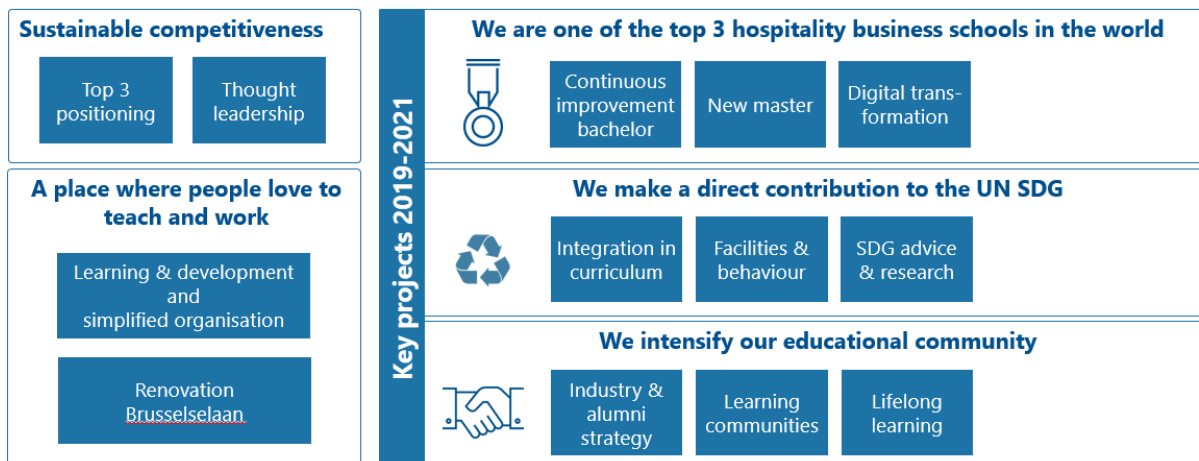 Sustainable competitiveness
Top 3
positioning
Thought
leadership
A place where people love to
teach and work
Learning & development
and
simplified organisation
Renovation
Brusselselaan
Key projects 2019-2021
We are one of the top 3 hospitality business schools in the world
Continuous
improvement
bachelor
New master
Digital trans-
formation
We make a direct contribution to the UN SDG
Integration in
curriculum
Facilities &
behaviour
SDG advice
& research
We intensify our educational community
Industry &
alumni
strategy
Learning
communities
Lifelong
learning